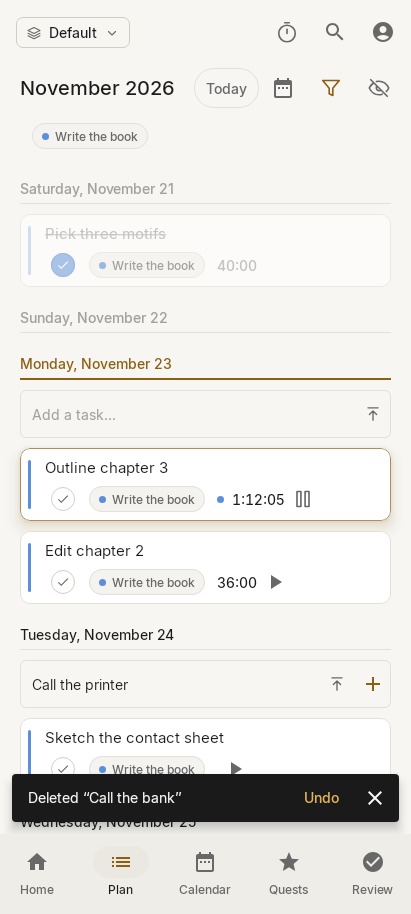 Default
November 2026
Today
Write the book
Saturday, November 21
Pick three motifs
Write the book 40:00
Sunday, November 22
Monday, November 23
Add a task...
Outline chapter 3
Write the book 1:12:05
Edit chapter 2
Write the book 36:00
Tuesday, November 24
Call the printer
Sketch the contact sheet
Write the book
Deleted “Call the bank” Undo
Wednesday, November 25
Home Plan Calendar Quests Review